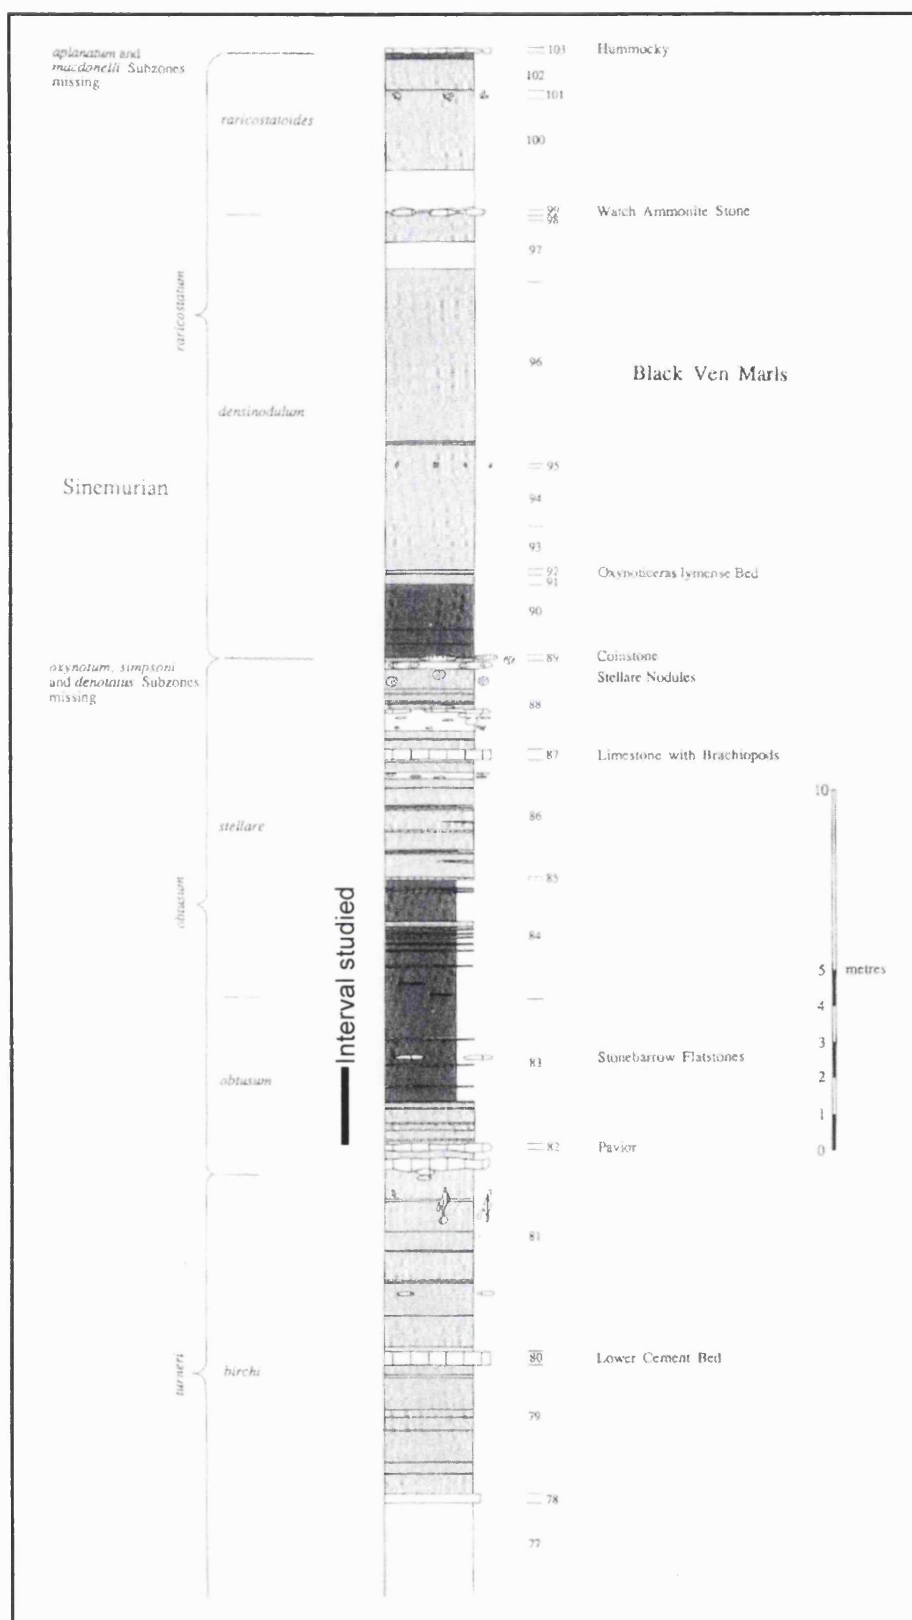 aplanatum and
macdonelli Subzones
missing
103 Hummocky
102
101
raricostatoides
100
99 Watch Ammonite Stone
98
97
raricostatum
96
Black Ven Marls
densinodulum
95
Sinemurian
94
93
92 Oxynoticeras lymense Bed
91
90
oxynotum, simpsoni
and denotatus Subzones
missing
89 Coinstone
Stellare Nodules
88
87 Limestone with Brachiopods
10
86
stellare
85
obtusum
Interval studied
84
5 metres
4
3
83 Stonebarrow Flatstones
2
obtusum
1
82 Pavior
0
81
80 Lower Cement Bed
turneri
birchi
79
78
77